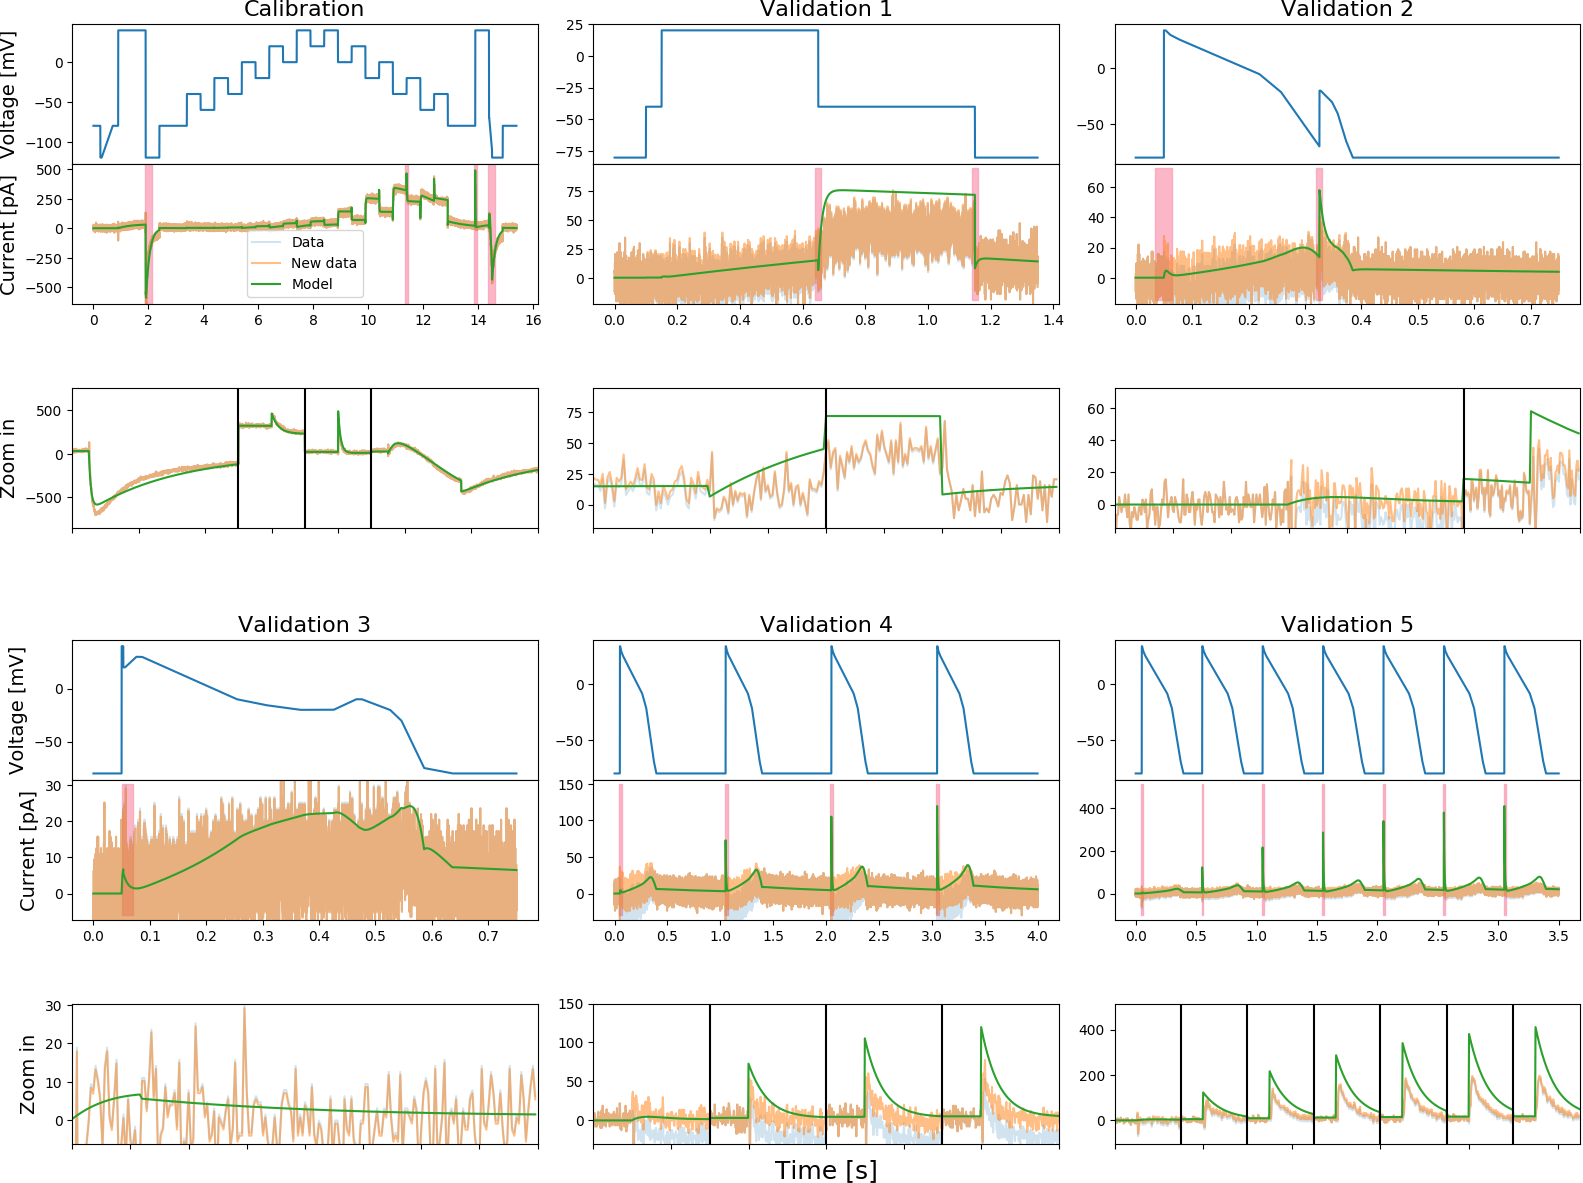 Calibration
Validation 1
Validation 2
Voltage [mV]
0
−50
−100
25
0
−25
−50
−75
0
−50
Current [pA]
500
250
0
−250
−500
Data
New data
Model
75
50
25
0
60
40
20
0
0 2 4 6 8 10 12 14 16
0.0 0.2 0.4 0.6 0.8 1.0 1.2 1.4
0.0 0.1 0.2 0.3 0.4 0.5 0.6 0.7
Zoom in
500
0
−500
75
50
25
0
60
40
20
0
Validation 3
Validation 4
Validation 5
Voltage [mV]
0
−50
0
−50
0
−50
Current [pA]
30
20
10
0
150
100
50
0
400
200
0
0.0 0.1 0.2 0.3 0.4 0.5 0.6 0.7
0.0 0.5 1.0 1.5 2.0 2.5 3.0 3.5 4.0
0.0 0.5 1.0 1.5 2.0 2.5 3.0 3.5
Zoom in
30
20
10
0
150
100
50
0
400
200
0
Time [s]